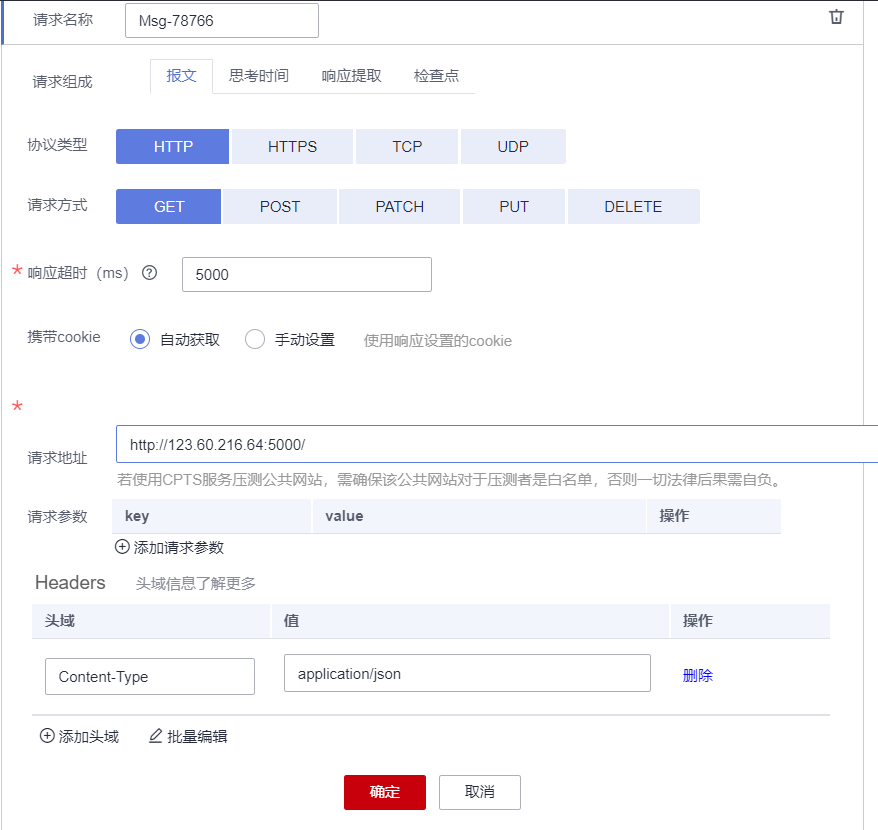 请求名称 Msg-78766
请求组成 报文 思考时间 响应提取 检查点
协议类型 HTTP HTTPS TCP UDP
请求方式 GET POST PATCH PUT DELETE
* 响应超时（ms） ? 5000
携带cookie 自动获取 手动设置 使用响应设置的cookie
*
请求地址 http://123.60.216.64:5000/
若使用CPTS服务压测公共网站，需确保该公共网站对于压测者是白名单，否则一切法律后果需自负。
请求参数 key value 操作
添加请求参数
Headers 头域信息了解更多
头域 值 操作
Content-Type application/json 删除
添加头域 批量编辑
确定 取消